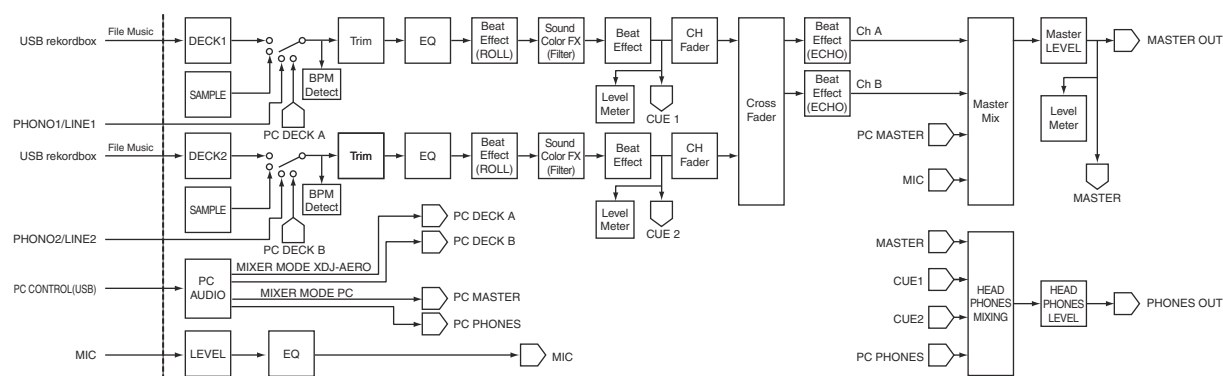 USB rekordbox
File Music
DECK1
SAMPLE
PHONO1/LINE1
PC DECK A
BPM
Detect
Trim
EQ
Beat
Effect
(ROLL)
Sound
Color FX
(Filter)
Beat
Effect
Level
Meter
CUE 1
CH
Fader
Cross
Fader
Beat
Effect
(ECHO)
Ch A
Beat
Effect
(ECHO)
Ch B
PC MASTER
MIC
Master
Mix
Master
LEVEL
Level
Meter
MASTER OUT
MASTER
USB rekordbox
File Music
DECK2
SAMPLE
PHONO2/LINE2
PC DECK B
BPM
Detect
Trim
EQ
Beat
Effect
(ROLL)
Sound
Color FX
(Filter)
Beat
Effect
Level
Meter
CUE 2
CH
Fader
PC CONTROL(USB)
PC
AUDIO
MIXER MODE XDJ-AERO
MIXER MODE PC
PC DECK A
PC DECK B
PC MASTER
PC PHONES
MIC
LEVEL
EQ
MIC
MASTER
CUE1
CUE2
PC PHONES
HEAD
PHONES
MIXING
HEAD
PHONES
LEVEL
PHONES OUT